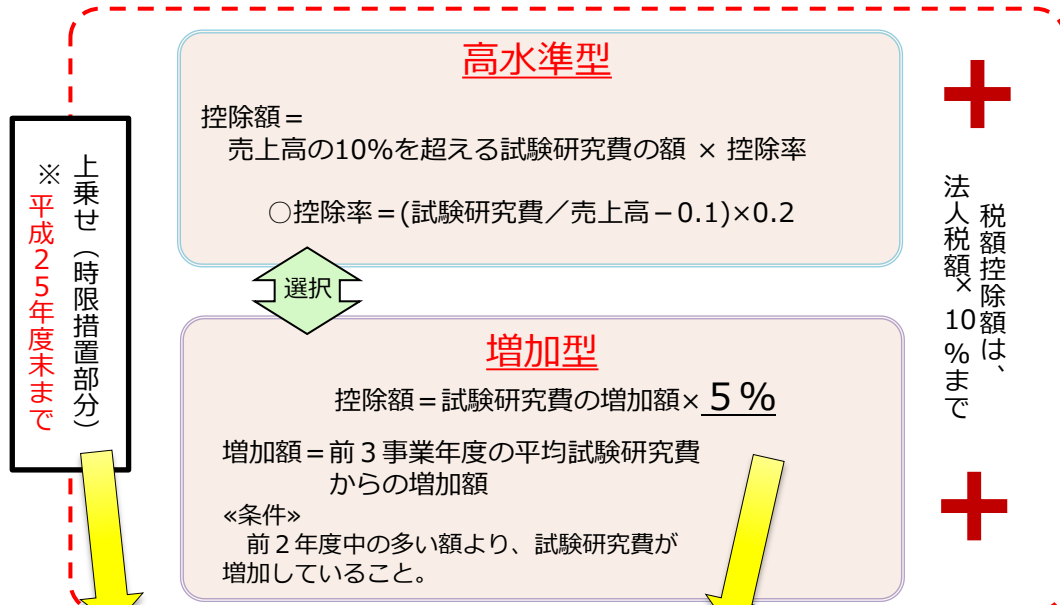 上乗せ（時限措置部分）
※平成２５年度末まで
高水準型
控除額＝
売上高の10%を超える試験研究費の額 × 控除率
○控除率＝(試験研究費／売上高－0.1)×0.2
選択
増加型
控除額＝試験研究費の増加額×５%
増加額＝前３事業年度の平均試験研究費
からの増加額
≪条件≫
前２年度中の多い額より、試験研究費が
増加していること。
＋
税額控除額は、
法人税額×10%まで
＋